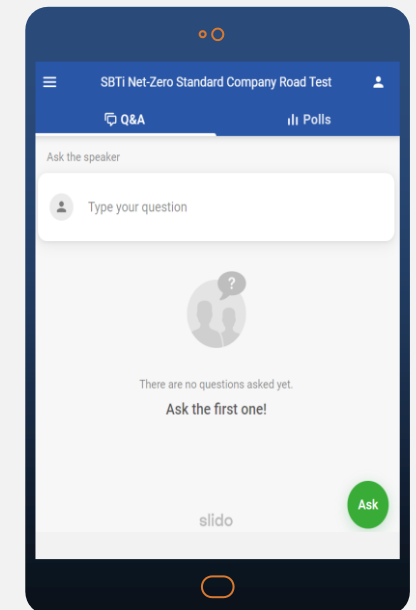 SBTi Net-Zero Standard Company Road Test
Q&A
Polls
Ask the speaker
Type your question
?
There are no questions asked yet.
Ask the first one!
Ask
slido